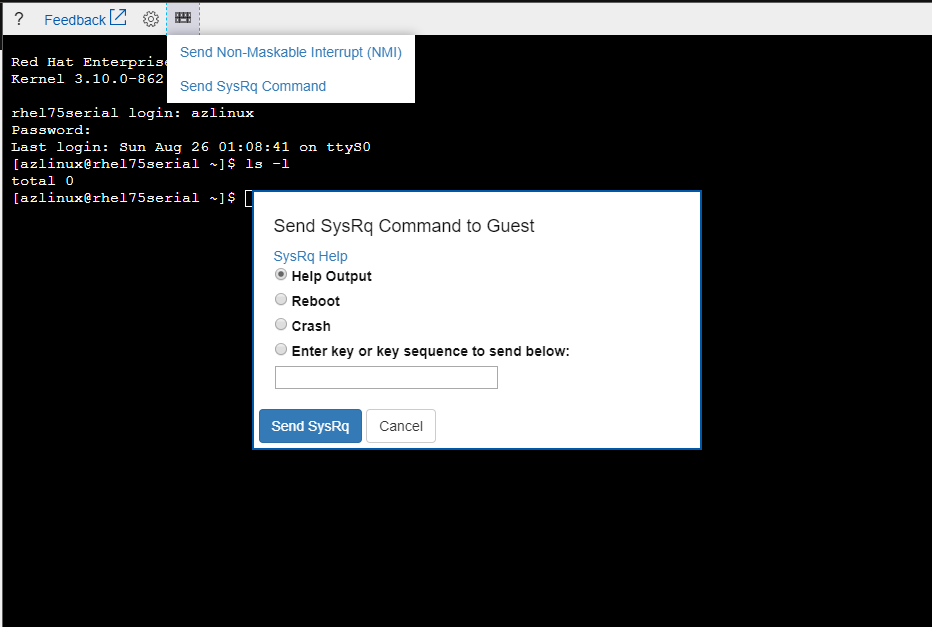 ? Feedback
Send Non-Maskable Interrupt (NMI)
Send SysRq Command
Red Hat Enterprise
Kernel 3.10.0-862
rhel75serial login: azlinux
Password:
Last login: Sun Aug 26 01:08:41 on ttyS0
[azlinux@rhel75serial ~]$ ls -l
total 0
[azlinux@rhel75serial ~]$
Send SysRq Command to Guest
SysRq Help
Help Output
Reboot
Crash
Enter key or key sequence to send below:
Send SysRq Cancel